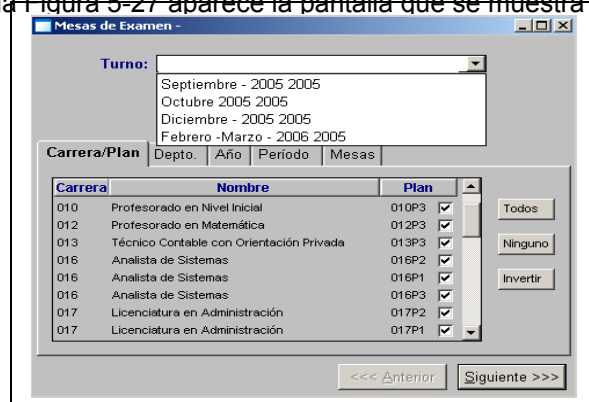 a Figura 5-27 aparece la pantalla que se muestra
Mesas de Examen -
Turno:
Septiembre - 2005 2005
Octubre 2005 2005
Diciembre - 2005 2005
Febrero -Marzo - 2006 2005
Carrera/Plan Depto. Año Período Mesas
Carrera Nombre Plan
010 Profesorado en Nivel Inicial 010P3
012 Profesorado en Matemática 012P3
013 Técnico Contable con Orientación Privada 013P3
016 Analista de Sistemas 016P2
016 Analista de Sistemas 016P1
016 Analista de Sistemas 016P3
017 Licenciatura en Administración 017P2
017 Licenciatura en Administración 017P1
Todos
Ninguno
Invertir
<<< Anterior Siguiente >>>